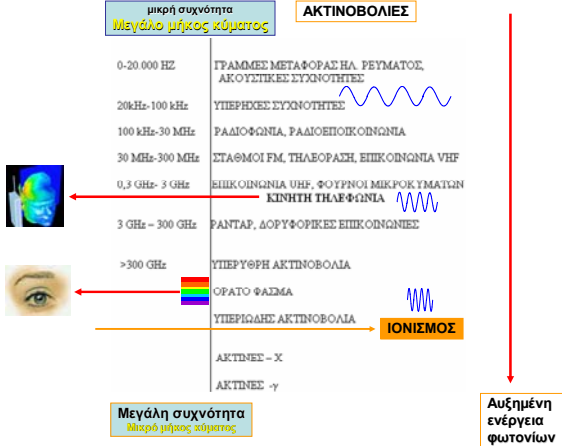 μικρή συχνότητα
Μεγάλο μήκος κύματος
ΑΚΤΙΝΟΒΟΛΙΕΣ
0-20.000 HZ ΓΡΑΜΜΕΣ ΜΕΤΑΦΟΡΑΣ ΗΛ. ΡΕΥΜΑΤΟΣ,
ΑΚΟΥΣΤΙΚΕΣ ΣΥΧΝΟΤΗΤΕΣ
20kHz-100 kHz ΥΠΕΡΗΧΕΣ ΣΥΧΝΟΤΗΤΕΣ
100 kHz-30 MHz ΡΑΔΙΟΦΩΝΙΑ, ΡΑΔΙΟΕΠΟΙΚΟΙΝΩΝΙΑ
30 MHz-300 MHz ΣΤΑΘΜΟΙ FM, ΤΗΛΕΟΡΑΣΗ, ΕΠΙΚΟΙΝΩΝΙΑ VHF
0,3 GHz- 3 GHz ΕΠΙΚΟΙΝΩΝΙΑ UHF, ΦΟΥΡΝΟΙ ΜΙΚΡΟΚΥΜΑΤΩΝ
ΚΙΝΗΤΗ ΤΗΛΕΦΩΝΙΑ
3 GHz – 300 GHz ΡΑΝΤΑΡ, ΔΟΡΥΦΟΡΙΚΕΣ ΕΠΙΚΟΙΝΩΝΙΕΣ
>300 GHz ΥΠΕΡΥΘΡΗ ΑΚΤΙΝΟΒΟΛΙΑ
ΟΡΑΤΟ ΦΑΣΜΑ
ΥΠΕΡΙΩΔΗΣ ΑΚΤΙΝΟΒΟΛΙΑ
ΙΟΝΙΣΜΟΣ
ΑΚΤΙΝΕΣ – Χ
ΑΚΤΙΝΕΣ -γ
Μεγάλη συχνότητα
Μικρό μήκος κύματος
Αυξημένη
ενέργεια
φωτονίων